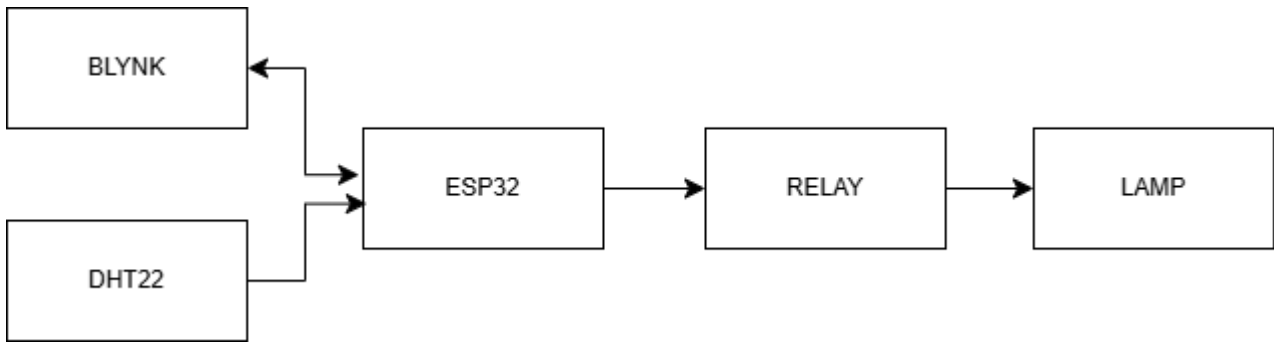 BLYNK
ESP32
RELAY
LAMP
DHT22